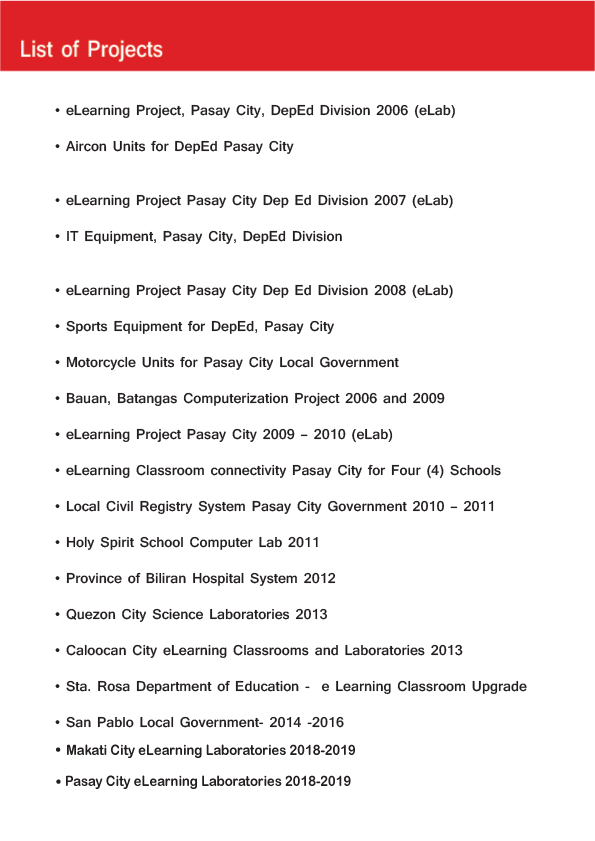 List of Projects
• eLearning Project, Pasay City, DepEd Division 2006 (eLab)
• Aircon Units for DepEd Pasay City
• eLearning Project Pasay City Dep Ed Division 2007 (eLab)
• IT Equipment, Pasay City, DepEd Division
• eLearning Project Pasay City Dep Ed Division 2008 (eLab)
• Sports Equipment for DepEd, Pasay City
• Motorcycle Units for Pasay City Local Government
• Bauan, Batangas Computerization Project 2006 and 2009
• eLearning Project Pasay City 2009 – 2010 (eLab)
• eLearning Classroom connectivity Pasay City for Four (4) Schools
• Local Civil Registry System Pasay City Government 2010 – 2011
• Holy Spirit School Computer Lab 2011
• Province of Biliran Hospital System 2012
• Quezon City Science Laboratories 2013
• Caloocan City eLearning Classrooms and Laboratories 2013
• Sta. Rosa Department of Education - e Learning Classroom Upgrade
• San Pablo Local Government- 2014 -2016
• Makati City eLearning Laboratories 2018-2019
• Pasay City eLearning Laboratories 2018-2019